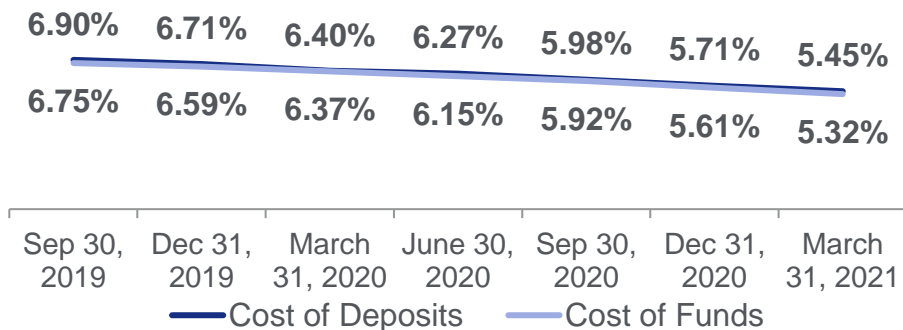 6.90% 6.71% 6.40% 6.27% 5.98% 5.71% 5.45%
6.75% 6.59% 6.37% 6.15% 5.92% 5.61% 5.32%
Sep 30, Dec 31, March June 30, Sep 30, Dec 31, March
2019 2019 31, 2020 2020 2020 2020 31, 2021
Cost of Deposits Cost of Funds